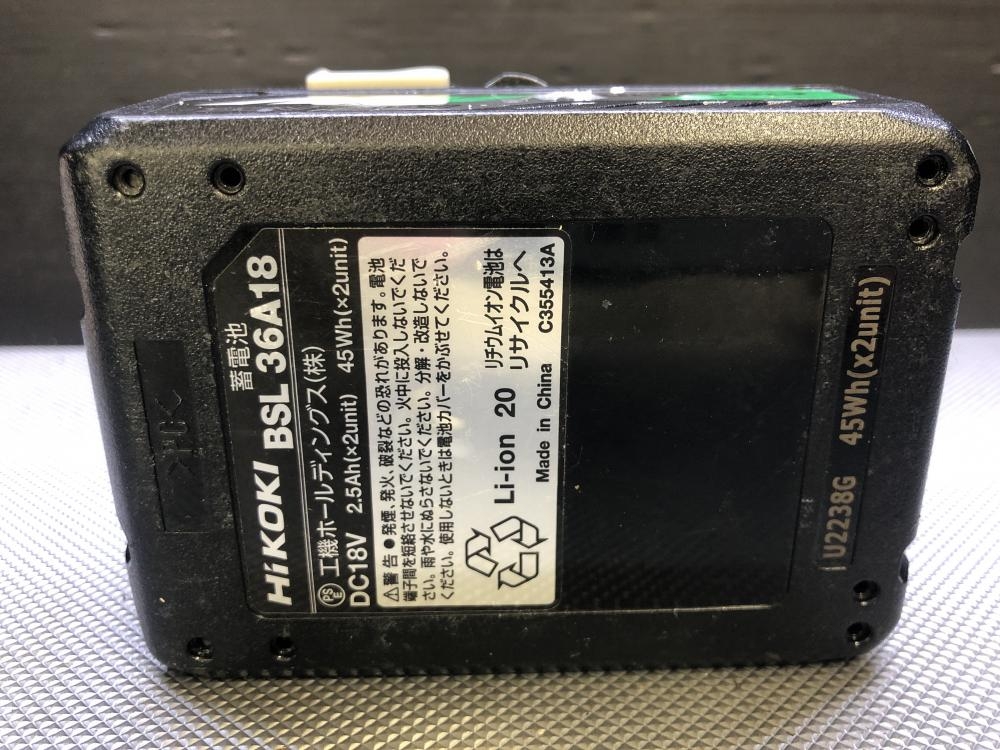 蓄電池
HiKOKI BSL 36A18
PSE 工機ホールディングス(株)
DC18V 2.5Ah(×2unit) 45Wh(×2unit)
⚠警告 ●発煙、発火、破裂などの恐れがあります。電池
端子間を短絡させないでください。火中に投入しないでくだ
さい。雨や水にぬらさないでください。分解・改造しないで
ください。使用しないときは電池カバーをかぶせてください。
Li-ion 20 リチウムイオン電池は
リサイクルへ
Made in China C355413A
U2238G 45Wh(x2unit)